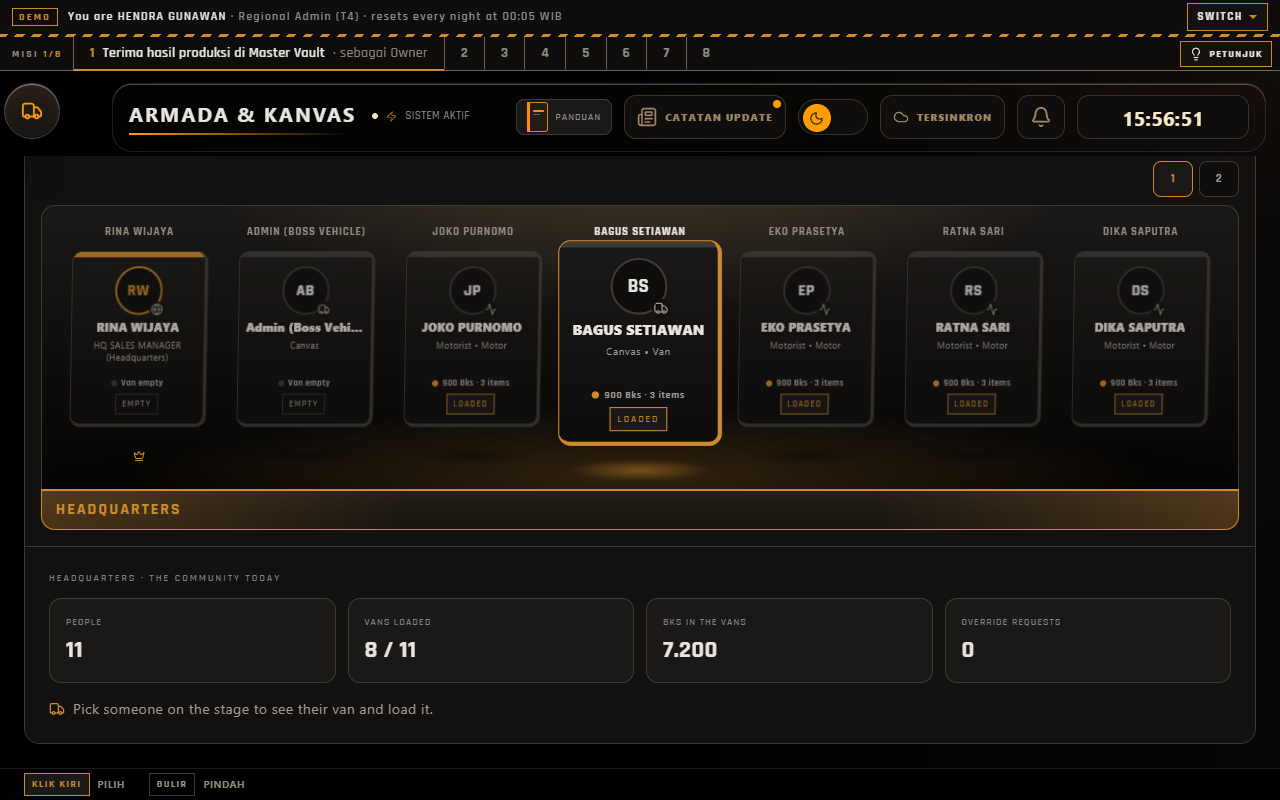 DEMO You are HENDRA GUNAWAN · Regional Admin (T4) · resets every night at 00:05 WIB SWITCH
MISI 1/8 1 Terima hasil produksi di Master Vault · sebagai Owner 2 3 4 5 6 7 8 PETUNJUK
ARMADA & KANVAS SISTEM AKTIF PANDUAN CATATAN UPDATE TERSINKRON 15:56:51
1 2
RINA WIJAYA ADMIN (BOSS VEHICLE) JOKO PURNOMO BAGUS SETIAWAN EKO PRASETYA RATNA SARI DIKA SAPUTRA
RW AB JP BS EP RS DS
RINA WIJAYA Admin (Boss Vehi... JOKO PURNOMO BAGUS SETIAWAN EKO PRASETYA RATNA SARI DIKA SAPUTRA
HQ SALES MANAGER Canvas Motorist • Motor Canvas • Van Motorist • Motor Motorist • Motor Motorist • Motor
(Headquarters)
Van empty Van empty 900 Bks · 3 items 900 Bks · 3 items 900 Bks · 3 items 900 Bks · 3 items 900 Bks · 3 items
EMPTY EMPTY LOADED LOADED LOADED LOADED LOADED
HEADQUARTERS
HEADQUARTERS · THE COMMUNITY TODAY
PEOPLE VANS LOADED BKS IN THE VANS OVERRIDE REQUESTS
11 8 / 11 7.200 0
Pick someone on the stage to see their van and load it.
KLIK KIRI PILIH GULIR PINDAH